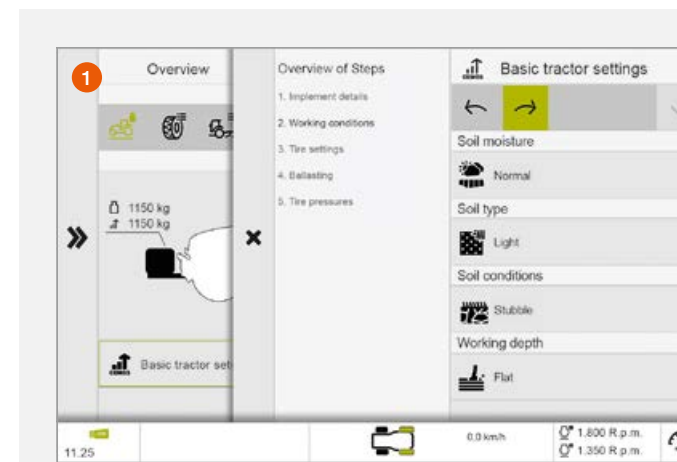 1
Overview
1150 kg
1150 kg
Basic tractor set
Overview of Steps
1. Implement details
2. Working conditions
3. Tire settings
4. Ballasting
5. Tire pressures
CEMOS
Basic tractor settings
Soil moisture
Normal
Soil type
Light
Soil conditions
Stubble
Working depth
Flat
11.25
0.0 km/h
1.800 R.p.m.
1.350 R.p.m.